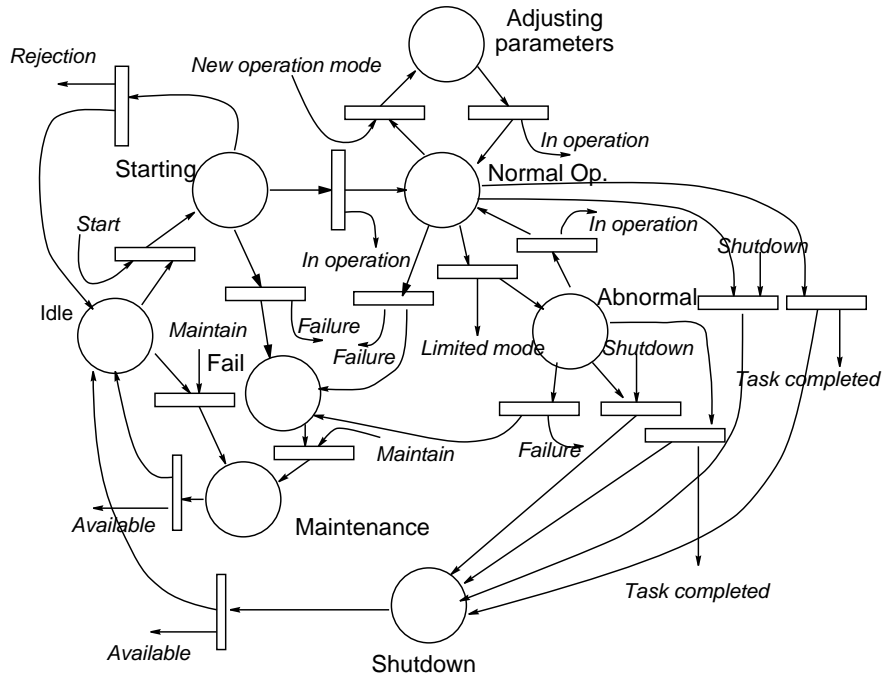 Adjusting
parameters
Rejection
New operation mode
In operation
Starting
Normal Op.
Start
In operation
Shutdown
In operation
Idle
Maintain
Failure
Abnormal
Fail
Failure
Limited mode
Shutdown
Task completed
Maintain
Failure
Available
Maintenance
Task completed
Available
Shutdown